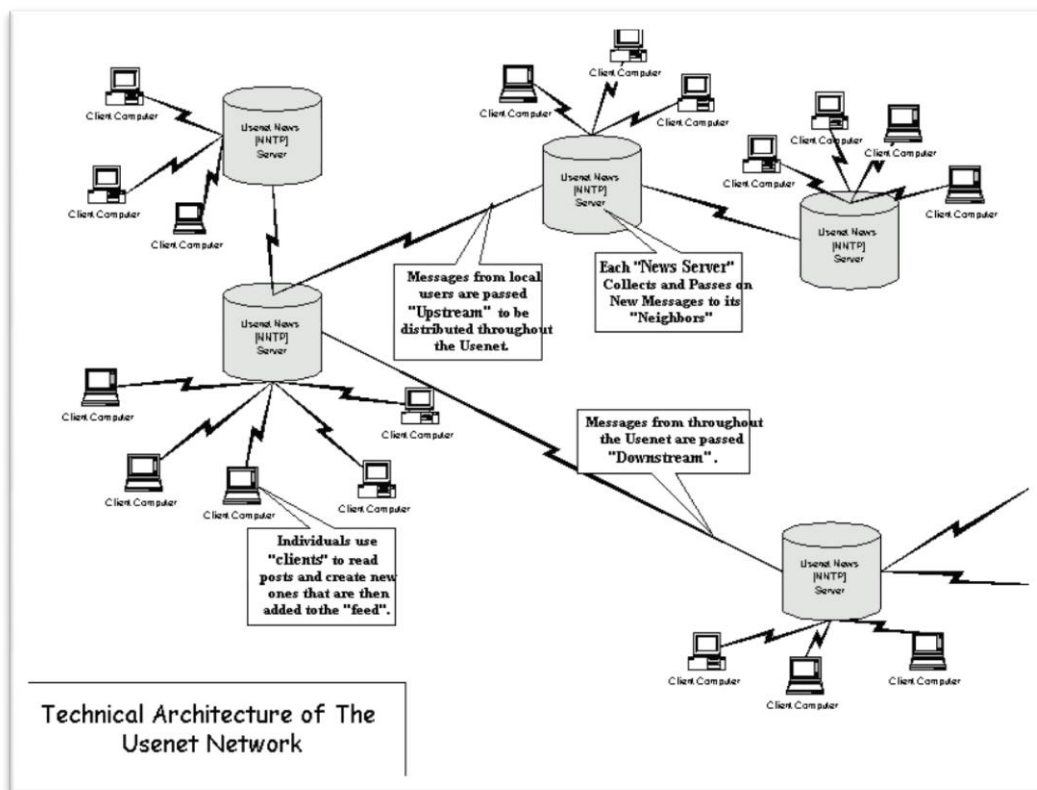 Client Computer
Client Computer
Client Computer
Usenet News
[NNTP]
Server
Client Computer
Client Computer
Client Computer
Usenet News
[NNTP]
Server
Client Computer
Client Computer
Client Computer
Client Computer
Usenet News
[NNTP]
Server
Messages from local
users are passed
"Upstream" to be
distributed throughout
the Usenet.
Each "News Server"
Collects and Passes on
New Messages to its
"Neighbors"
Usenet News
[NNTP]
Server
Client Computer
Client Computer
Client Computer
Client Computer
Client Computer
Individuals use
"clients" to read
posts and create new
ones that are then
added to the "feed".
Messages from throughout
the Usenet are passed
"Downstream" .
Usenet News
[NNTP]
Server
Client Computer
Client Computer
Client Computer
Technical Architecture of The
Usenet Network